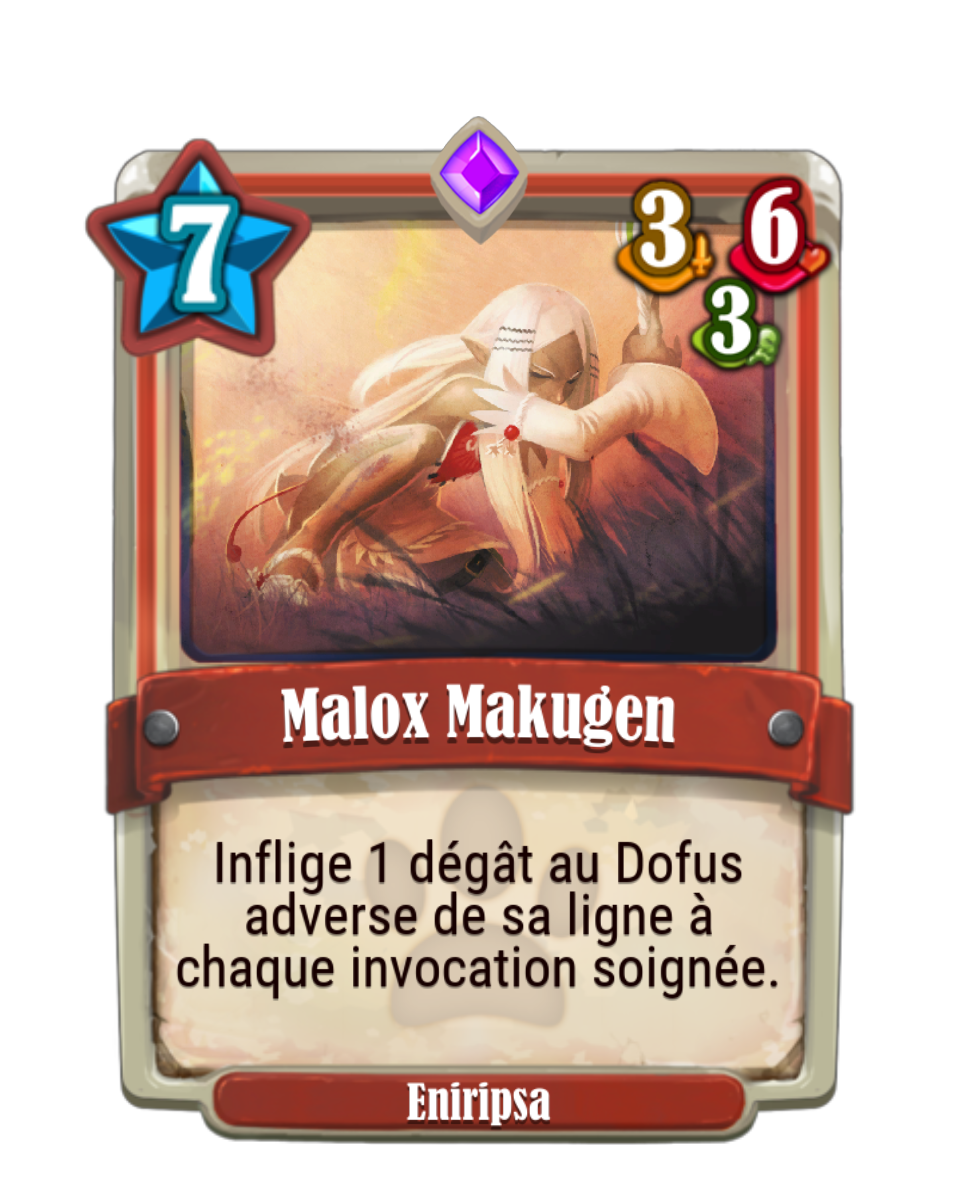 7
3
6
3
Malox Makugen
Inflige 1 dégât au Dofus
adverse de sa ligne à
chaque invocation soignée.
Eniripsa